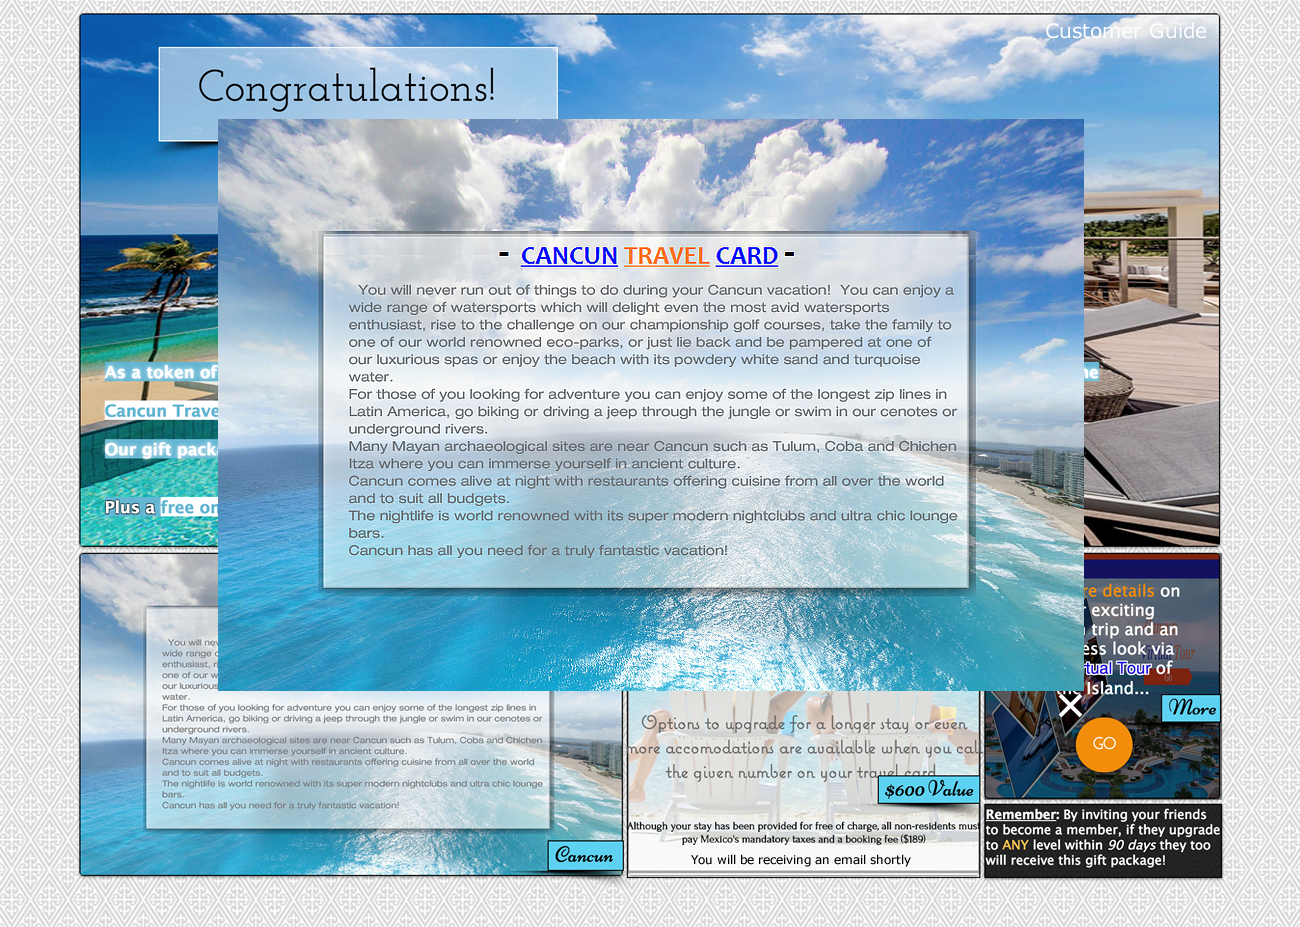 Customer Guide
Congratulations!
- CANCUN TRAVEL CARD -
You will never run out of things to do during your Cancun vacation! You can enjoy a
wide range of watersports which will delight even the most avid watersports
enthusiast, rise to the challenge on our championship golf courses, take the family to
one of our world renowned eco-parks, or just lie back and be pampered at one of
our luxurious spas or enjoy the beach with its powdery white sand and turquoise
water.
For those of you looking for adventure you can enjoy some of the longest zip lines in
Latin America, go biking or driving a jeep through the jungle or swim in our cenotes or
underground rivers.
Many Mayan archaeological sites are near Cancun such as Tulum, Coba and Chichen
Itza where you can immerse yourself in ancient culture.
Cancun comes alive at night with restaurants offering cuisine from all over the world
and to suit all budgets.
The nightlife is world renowned with its super modern nightclubs and ultra chic lounge
bars.
Cancun has all you need for a truly fantastic vacation!
As a token of
Cancun Trave
Our gift pack
Plus a free on
You will nev
wide range o
enthusiast, ri
one of our w
our luxurious
water.
For those of you looking for adventure you can enjoy some of the longest zip lines in
Latin America, go biking or driving a jeep through the jungle or swim in our cenotes or
underground rivers.
Many Mayan archaeological sites are near Cancun such as Tulum, Coba and Chichen
Itza where you can immerse yourself in ancient culture.
Cancun comes alive at night with restaurants offering cuisine from all over the world
and to suit all budgets.
The nightlife is world renowned with its super modern nightclubs and ultra chic lounge
bars.
Cancun has all you need for a truly fantastic vacation!
Cancun
Options to upgrade for a longer stay or even
more accomodations are available when you call
the given number on your travel card
$600 Value
Although your stay has been provided for free of charge, all non-residents must
pay Mexico's mandatory taxes and a booking fee ($189)
You will be receiving an email shortly
re details on
exciting
trip and an
ess look via
rtual Tour of
Island...
More
GO
Remember: By inviting your friends
to become a member, if they upgrade
to ANY level within 90 days they too
will receive this gift package!